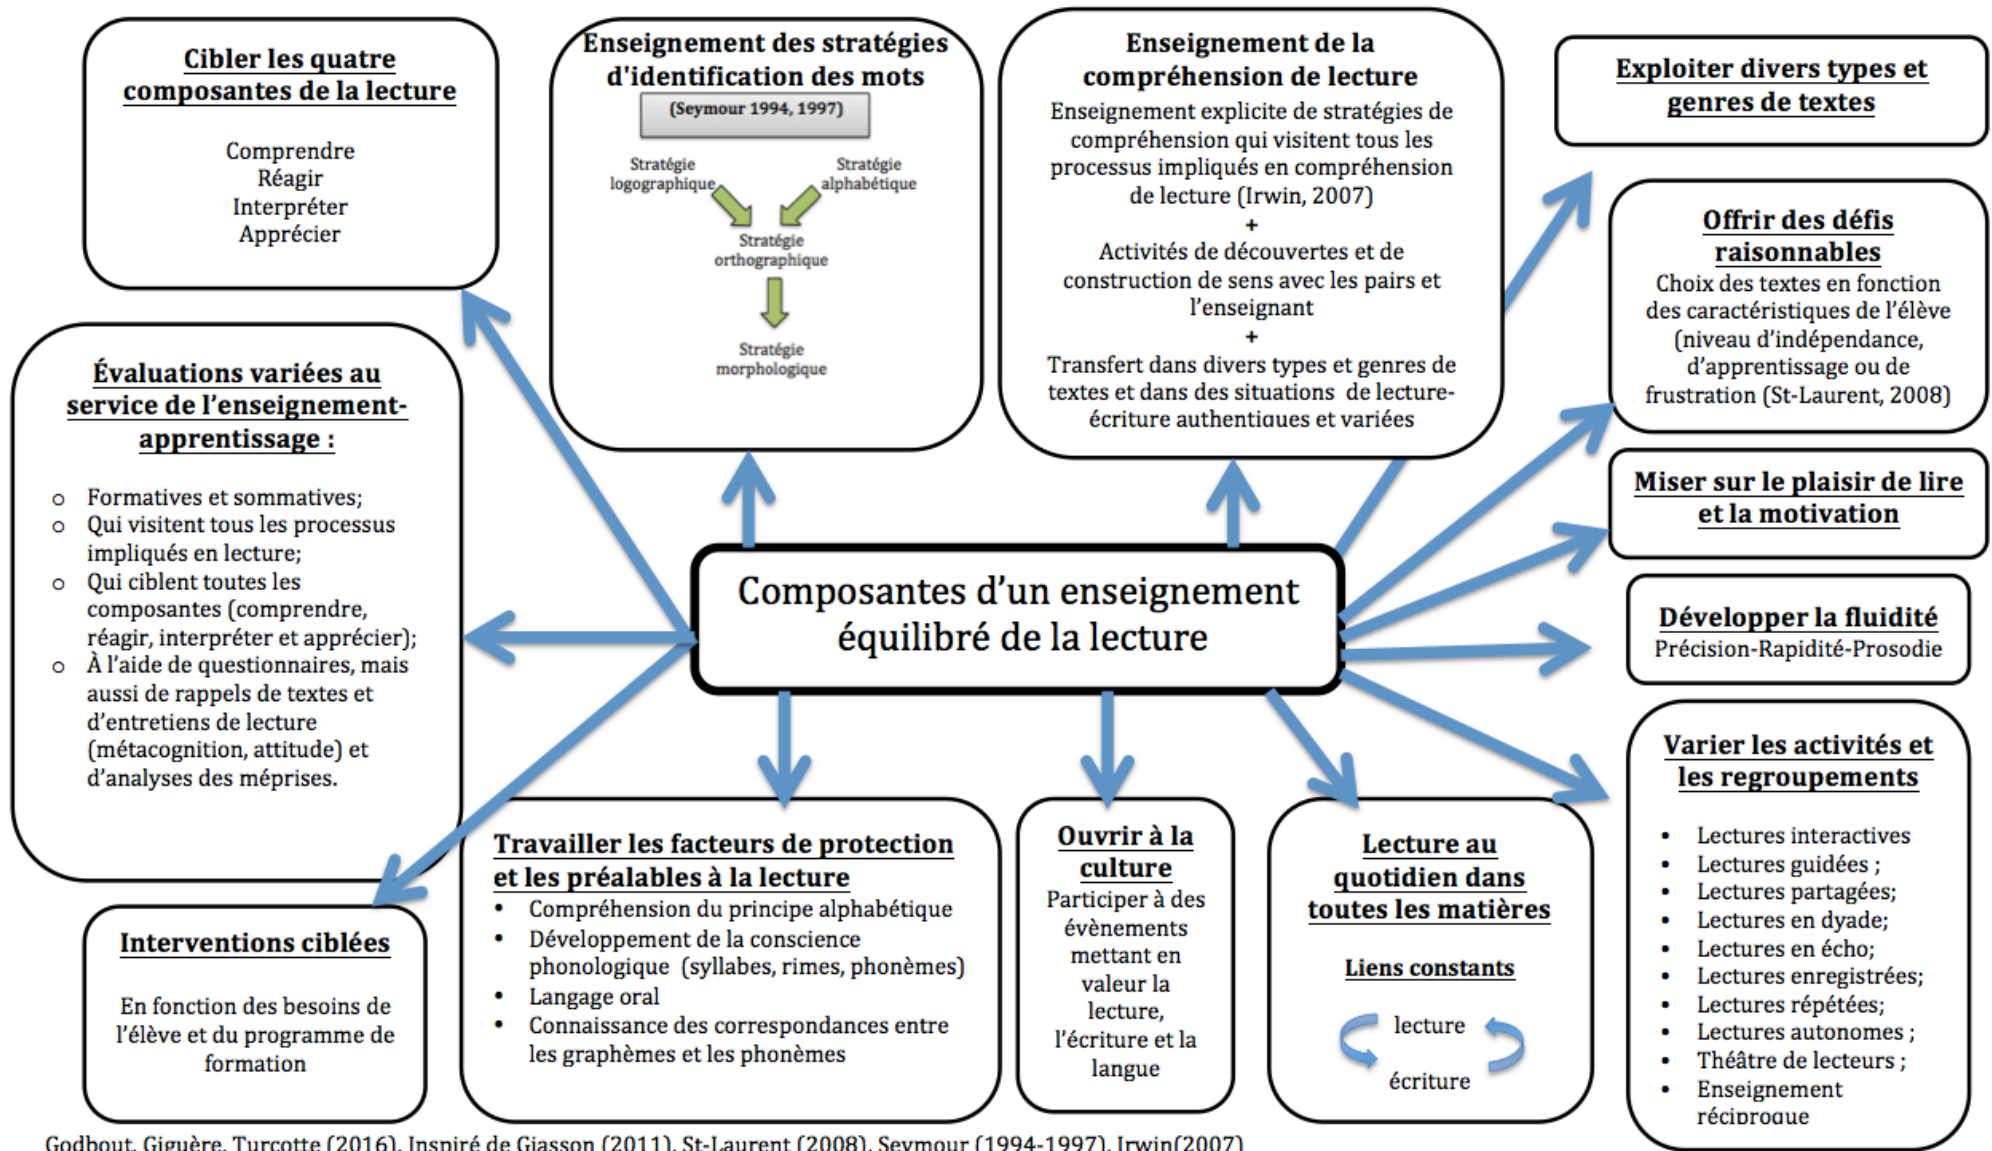 Cibler les quatre
composantes de la lecture
Comprendre
Réagir
Interpréter
Apprécier
Enseignement des stratégies
d'identification des mots
(Seymour 1994, 1997)
Stratégie
logographique
Stratégie
alphabétique
Stratégie
orthographique
Stratégie
morphologique
Enseignement de la
compréhension de lecture
Enseignement explicite de stratégies de
compréhension qui visitent tous les
processus impliqués en compréhension
de lecture (Irwin, 2007)
+
Activités de découvertes et de
construction de sens avec les pairs et
l'enseignant
+
Transfert dans divers types et genres de
textes et dans des situations de lecture-
écriture authentiques et variées
Exploiter divers types et
genres de textes
Offrir des défis
raisonnables
Choix des textes en fonction
des caractéristiques de l'élève
(niveau d'indépendance,
d'apprentissage ou de
frustration (St-Laurent, 2008)
Miser sur le plaisir de lire
et la motivation
Développer la fluidité
Précision-Rapidité-Prosodie
Varier les activités et
les regroupements
• Lectures interactives
• Lectures guidées ;
• Lectures partagées;
• Lectures en dyade;
• Lectures en écho;
• Lectures enregistrées;
• Lectures répétées;
• Lectures autonomes ;
• Théâtre de lecteurs ;
• Enseignement
réciproque
Composantes d'un enseignement
équilibré de la lecture
Évaluations variées au
service de l'enseignement-
apprentissage :
o Formatives et sommatives;
o Qui visitent tous les processus
impliqués en lecture;
o Qui ciblent toutes les
composantes (comprendre,
réagir, interpréter et apprécier);
o À l'aide de questionnaires, mais
aussi de rappels de textes et
d'entretiens de lecture
(métacognition, attitude) et
d'analyses des méprises.
Interventions ciblées
En fonction des besoins de
l'élève et du programme de
formation
Travailler les facteurs de protection
et les préalables à la lecture
• Compréhension du principe alphabétique
• Développement de la conscience
phonologique (syllabes, rimes, phonèmes)
• Langage oral
• Connaissance des correspondances entre
les graphèmes et les phonèmes
Ouvrir à la
culture
Participer à des
évènements
mettant en
valeur la
lecture,
l'écriture et la
langue
Lecture au
quotidien dans
toutes les matières
Liens constants
lecture
écriture
Godbout, Giguère, Turcotte (2016). Inspiré de Giasson (2011), St-Laurent (2008), Seymour (1994-1997), Irwin(2007)